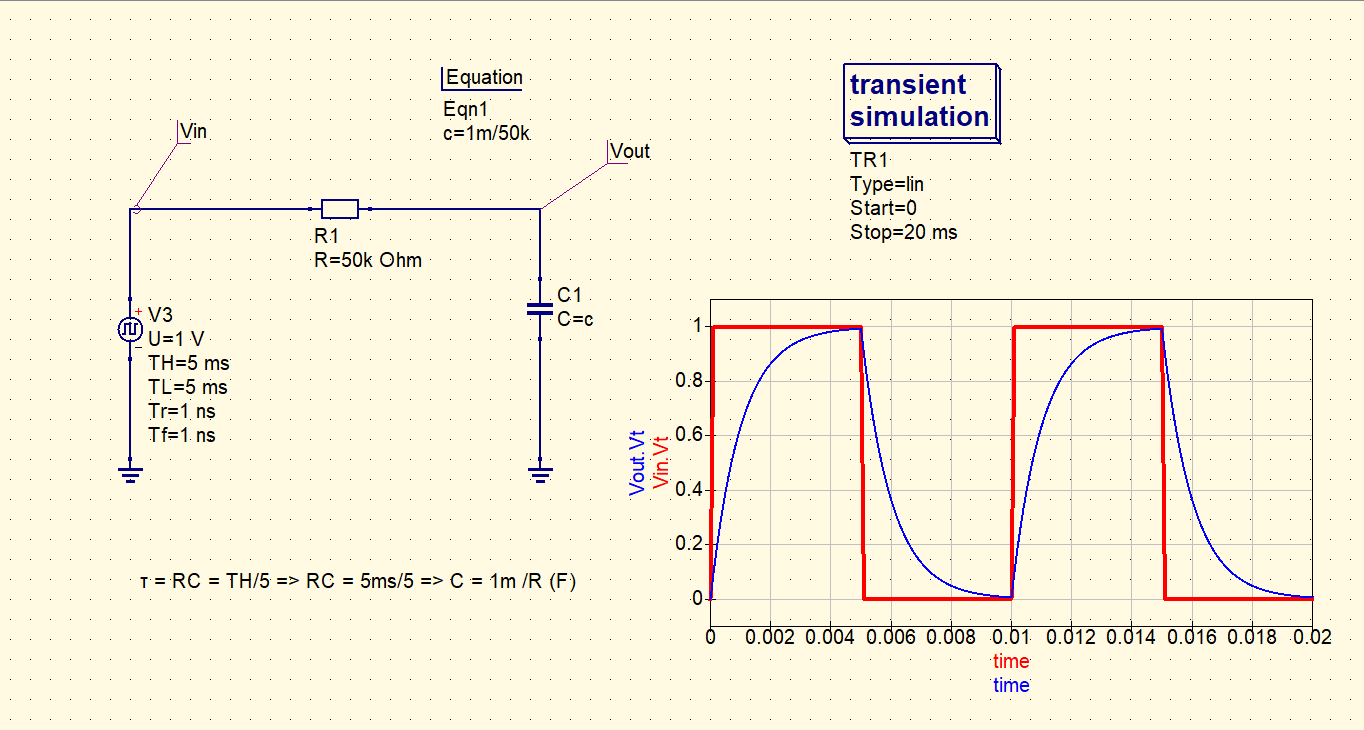 Equation
Eqn1
c=1m/50k
transient
simulation
TR1
Type=lin
Start=0
Stop=20 ms
Vin
Vout
R1
R=50k Ohm
C1
C=c
+
V3
U=1 V
TH=5 ms
TL=5 ms
Tr=1 ns
Tf=1 ns
τ = RC = TH/5 => RC = 5ms/5 => C = 1m /R (F)
Vout.Vt
Vin.Vt
1
0.8
0.6
0.4
0.2
0
0 0.002 0.004 0.006 0.008 0.01 0.012 0.014 0.016 0.018 0.02
time
time